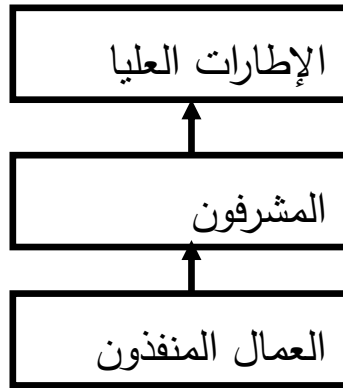 الإطارات العليا
المشرفون
العمال المنفذون